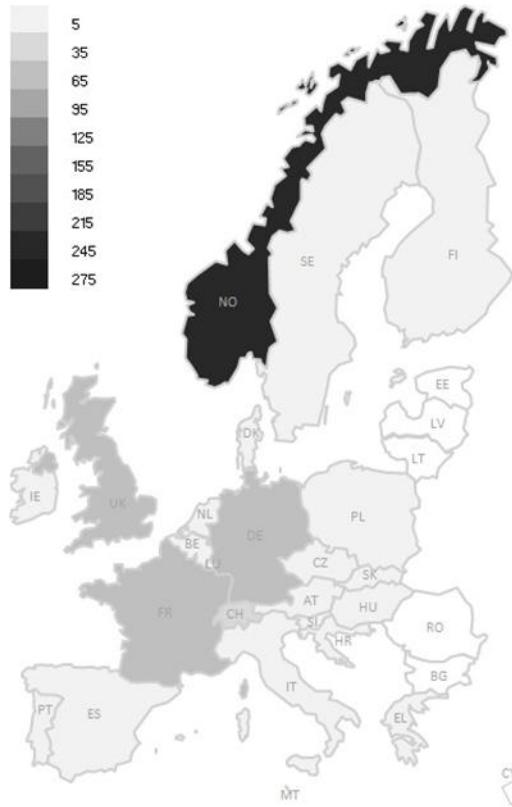 5
35
65
95
125
155
185
215
245
275
NO
SE
FI
EE
LV
LT
DK
IE
UK
NL
BE
LU
DE
PL
CZ
SK
AT
HU
FR
CH
SI
HR
RO
IT
BG
PT
ES
EL
MT